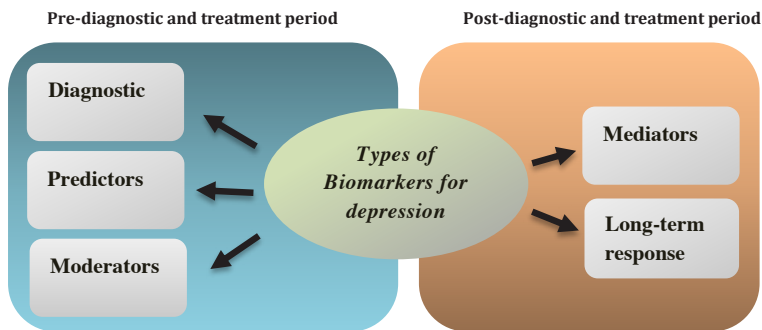 Pre-diagnostic and treatment period
Post-diagnostic and treatment period
Diagnostic
Predictors
Moderators
Types of
Biomarkers for
depression
Mediators
Long-term
response